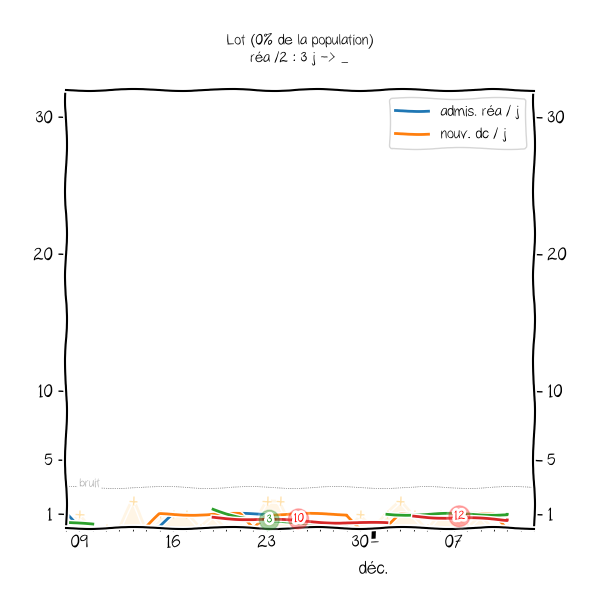 Lot (0% de la population)
réa /2 : 3 j -> _
admis. réa / j
nouv. dc / j
30 30
20 20
10 10
5 5
bruit
1 1
3 10 12
09 16 23 30 07
déc.